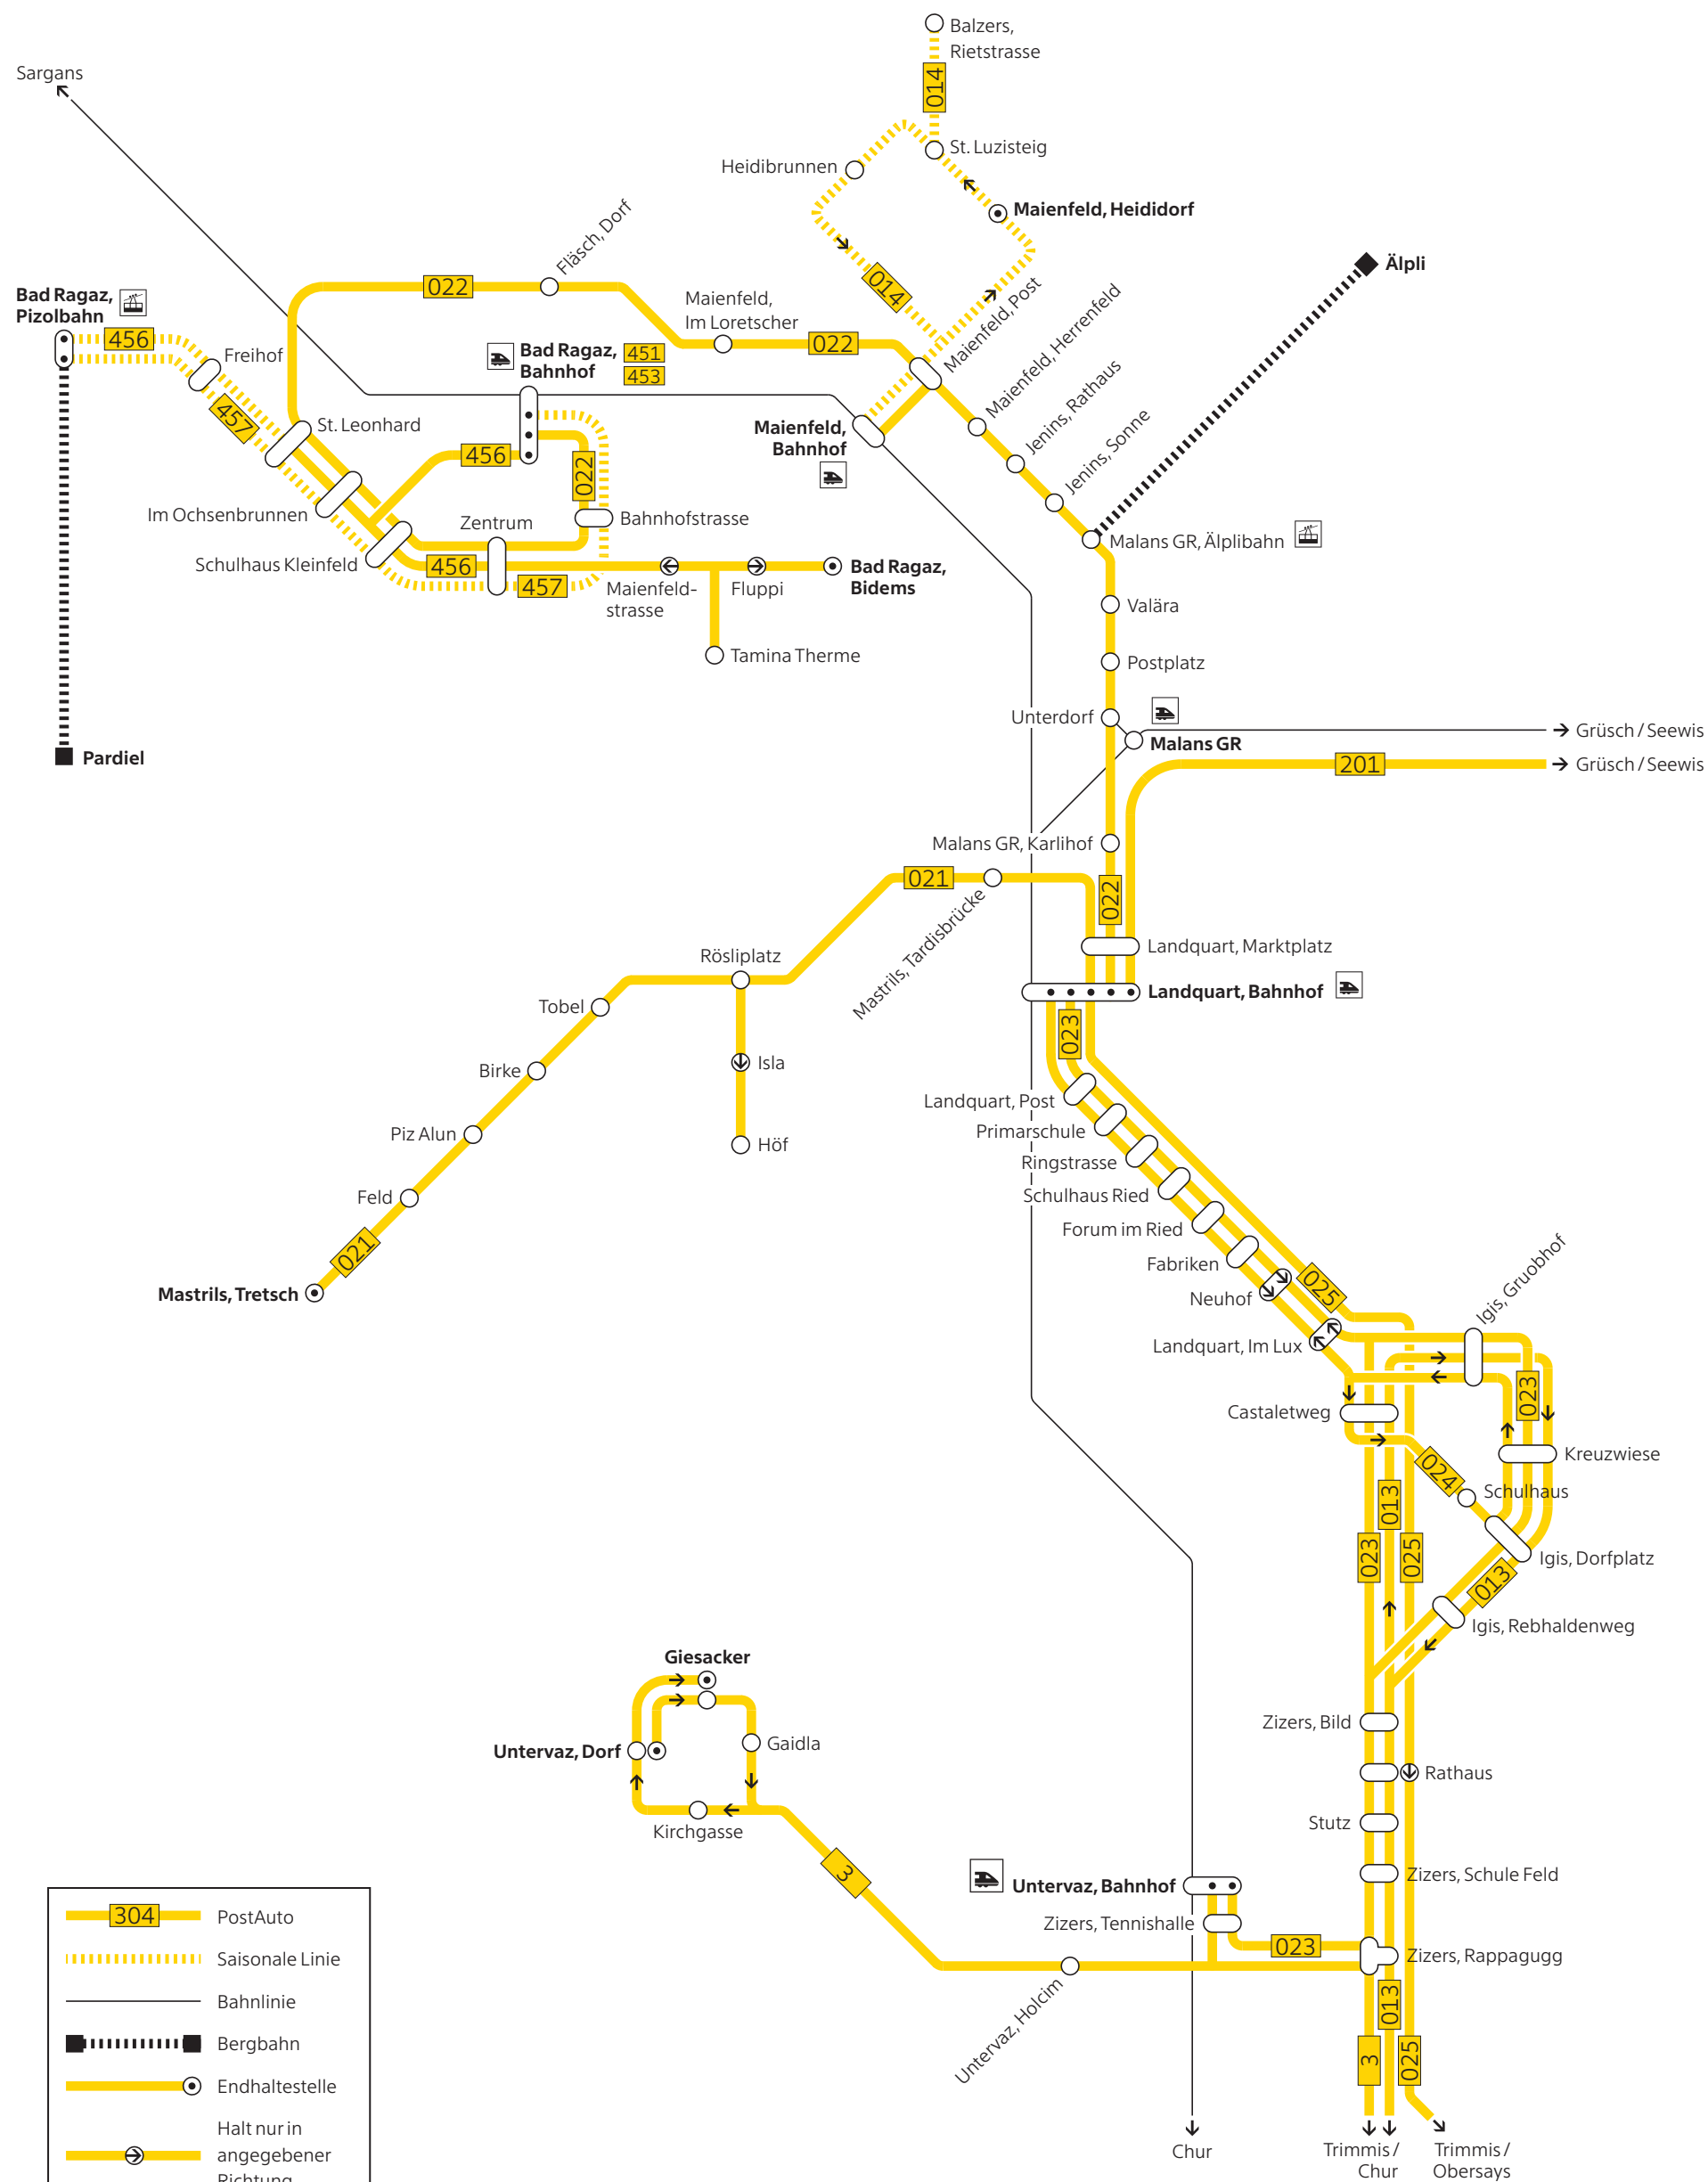 Balzers,
Rietstrasse
Sargans
014
St. Luzisteig
Heidibrunnen
Maienfeld, Heididorf
Fläsch, Dorf
Älpli
014
022
Bad Ragaz,
Pizolbahn
Maienfeld,
Im Loretscher
Maienfeld, Post
Maienfeld, Herrenfeld
456
022
Freihof
Bad Ragaz,
Bahnhof
451
453
Jenins, Rathaus
457
St. Leonhard
Maienfeld,
Bahnhof
Jenins, Sonne
456
022
Im Ochsenbrunnen
Zentrum
Bahnhofstrasse
Malans GR, Älplibahn
Schulhaus Kleinfeld
456
457
Maienfeld-
strasse
Fluppi
Bad Ragaz,
Bidems
Valära
Tamina Therme
Postplatz
Unterdorf
Malans GR
Grüsch / Seewis
Pardiel
201
Grüsch / Seewis
Malans GR, Karlihof
021
022
Mastrils, Tardisbrücke
Landquart, Marktplatz
Rösliplatz
Landquart, Bahnhof
Tobel
023
Isla
Birke
Landquart, Post
Piz Alun
Höf
Primarschule
Ringstrasse
Feld
Schulhaus Ried
Forum im Ried
021
Fabriken
Igis, Gruobhof
Mastrils, Tretsch
Neuhof
025
Landquart, Im Lux
023
Castaletweg
Kreuzwiese
024
Schulhaus
013
023
025
Igis, Dorfplatz
013
Igis, Rebhaldenweg
Giesacker
Zizers, Bild
Untervaz, Dorf
Gaidla
Rathaus
Kirchgasse
Stutz
3
Zizers, Schule Feld
Untervaz, Bahnhof
Zizers, Tennishalle
023
Zizers, Rappagugg
Untervaz, Holcim
013
3
025
Chur
Trimmis /
Chur
Trimmis /
Obersays
304
PostAuto
Saisonale Linie
Bahnlinie
Bergbahn
Endhaltestelle
Halt nur in
angegebener
Richtung